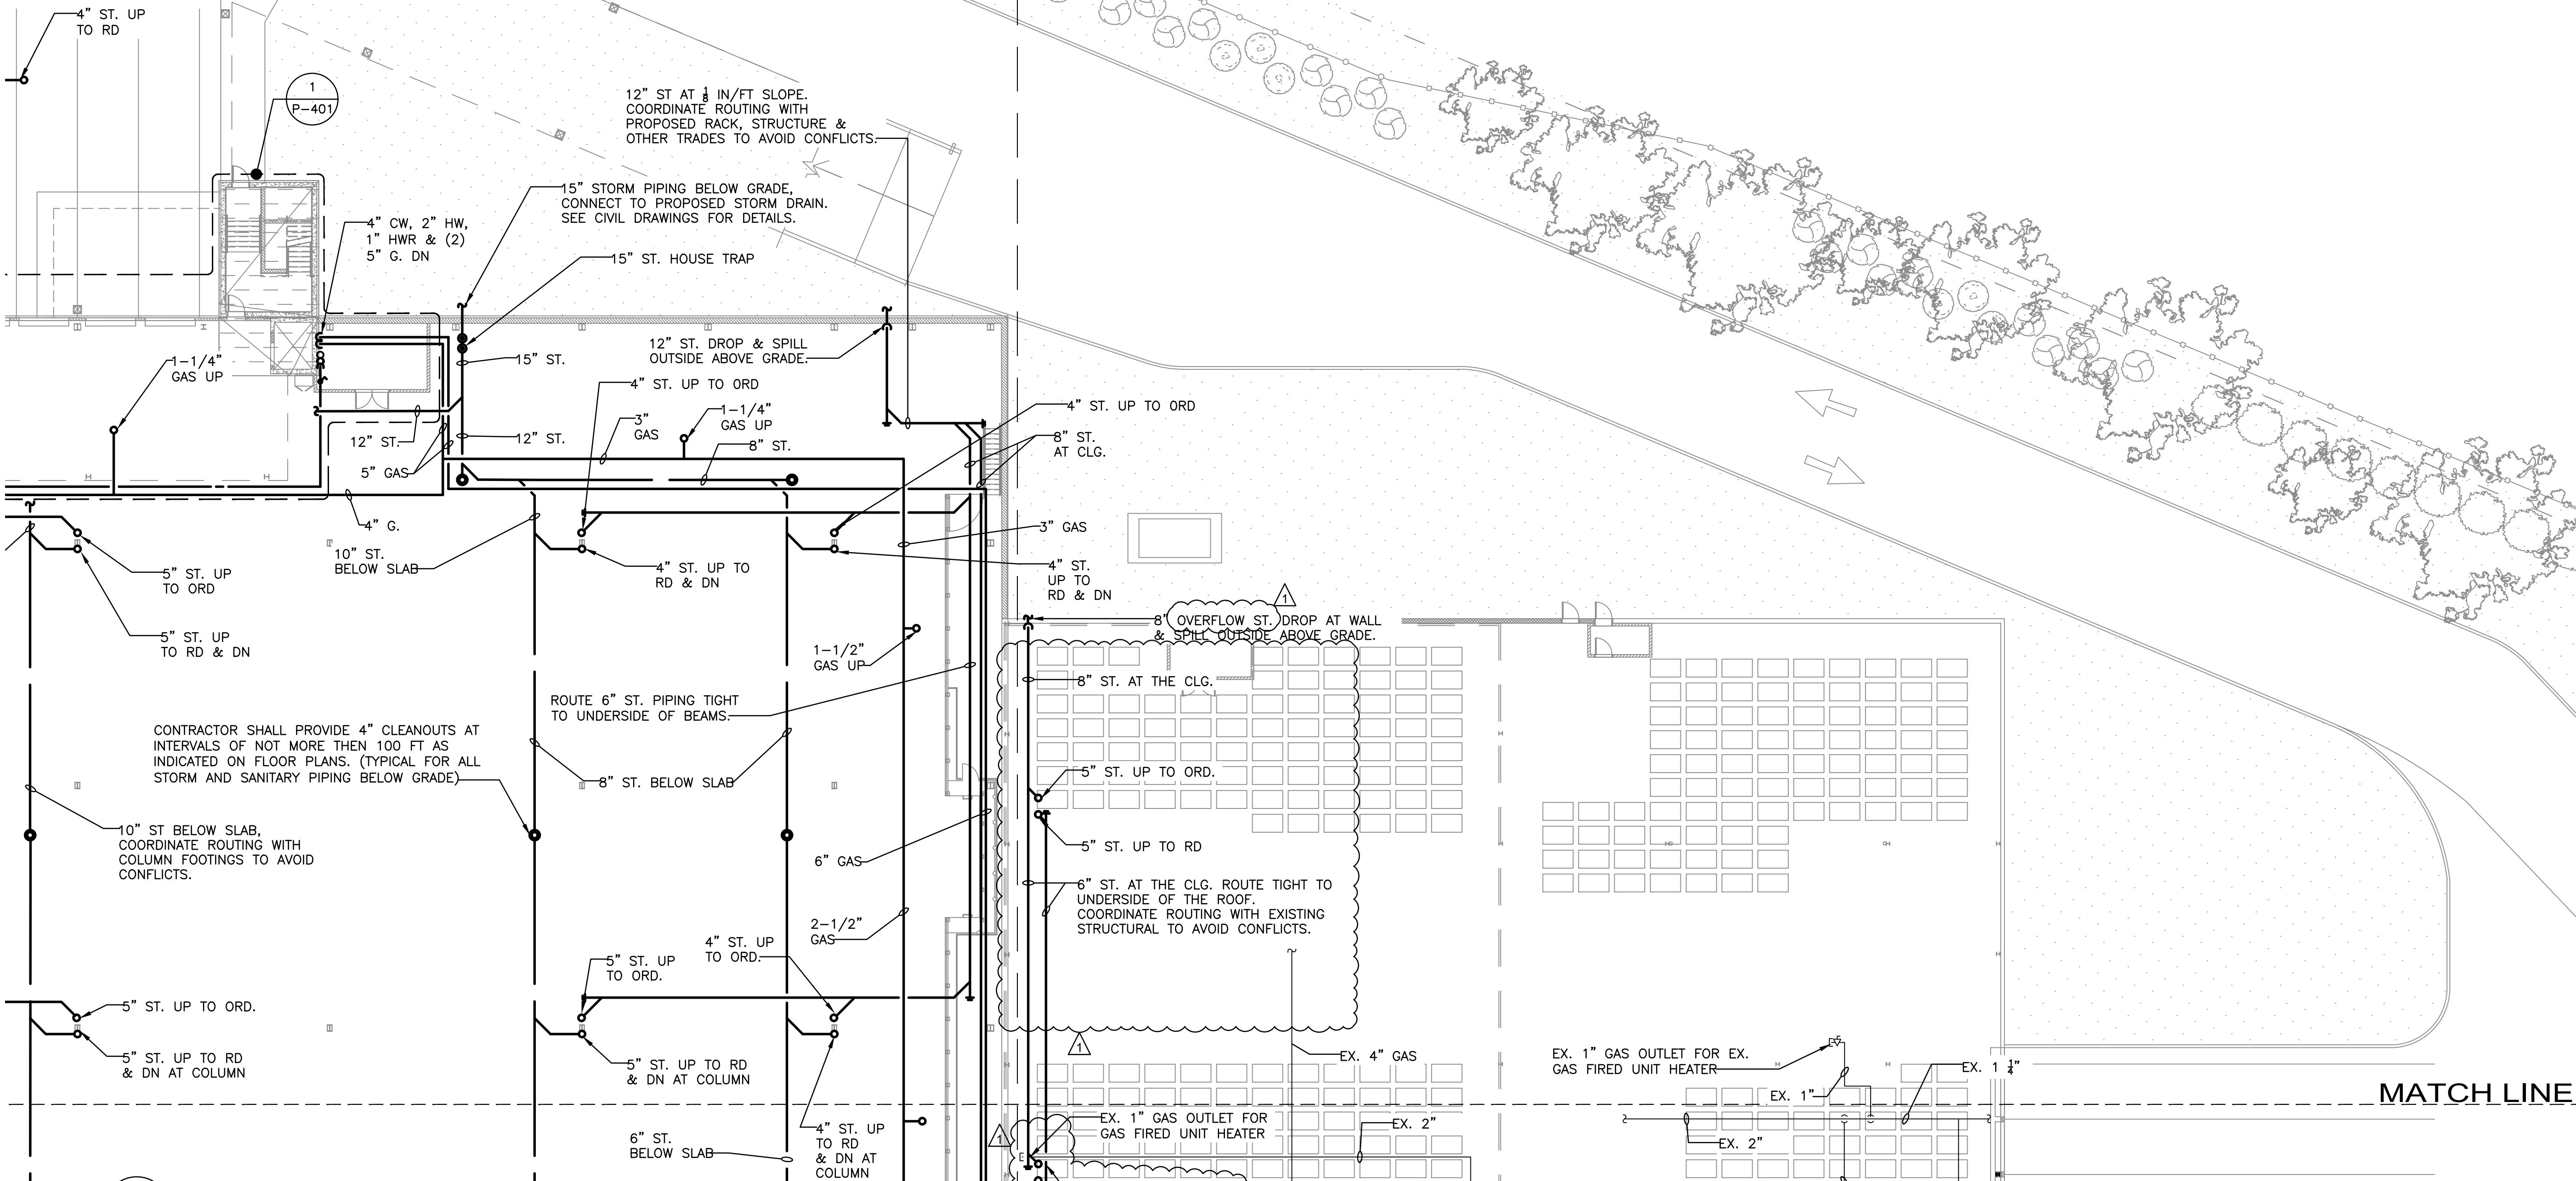 4" ST. UP
TO RD
1
P-401
12" ST AT 1/8 IN/FT SLOPE.
COORDINATE ROUTING WITH
PROPOSED RACK, STRUCTURE &
OTHER TRADES TO AVOID CONFLICTS.
15" STORM PIPING BELOW GRADE,
CONNECT TO PROPOSED STORM DRAIN.
SEE CIVIL DRAWINGS FOR DETAILS.
4" CW, 2" HW,
1" HWR & (2)
5" G. DN
15" ST. HOUSE TRAP
12" ST. DROP & SPILL
OUTSIDE ABOVE GRADE.
15" ST.
1-1/4"
GAS UP
4" ST. UP TO ORD
3"
GAS
1-1/4"
GAS UP
4" ST. UP TO ORD
12" ST.
12" ST.
8" ST.
8" ST.
AT CLG.
5" GAS
4" G.
3" GAS
10" ST.
BELOW SLAB
5" ST. UP
TO ORD
4" ST. UP TO
RD & DN
4" ST.
UP TO
RD & DN
1
5" ST. UP
TO RD & DN
8" OVERFLOW ST. DROP AT WALL
& SPILL OUTSIDE ABOVE GRADE.
1-1/2"
GAS UP
8" ST. AT THE CLG.
ROUTE 6" ST. PIPING TIGHT
TO UNDERSIDE OF BEAMS.
CONTRACTOR SHALL PROVIDE 4" CLEANOUTS AT
INTERVALS OF NOT MORE THEN 100 FT AS
INDICATED ON FLOOR PLANS. (TYPICAL FOR ALL
STORM AND SANITARY PIPING BELOW GRADE)
8" ST. BELOW SLAB
5" ST. UP TO ORD.
10" ST BELOW SLAB,
COORDINATE ROUTING WITH
COLUMN FOOTINGS TO AVOID
CONFLICTS.
5" ST. UP TO RD
6" GAS
6" ST. AT THE CLG. ROUTE TIGHT TO
UNDERSIDE OF THE ROOF.
COORDINATE ROUTING WITH EXISTING
STRUCTURAL TO AVOID CONFLICTS.
2-1/2"
GAS
4" ST. UP
TO ORD.
5" ST. UP
TO ORD.
5" ST. UP TO ORD.
1
5" ST. UP TO RD
& DN AT COLUMN
5" ST. UP TO RD
& DN AT COLUMN
EX. 4" GAS
EX. 1" GAS OUTLET FOR EX.
GAS FIRED UNIT HEATER
EX. 1 1/4"
EX. 1"
MATCH LINE
EX. 1" GAS OUTLET FOR
GAS FIRED UNIT HEATER
EX. 2"
EX. 2"
1
6" ST.
BELOW SLAB
4" ST. UP
TO RD
& DN AT
COLUMN